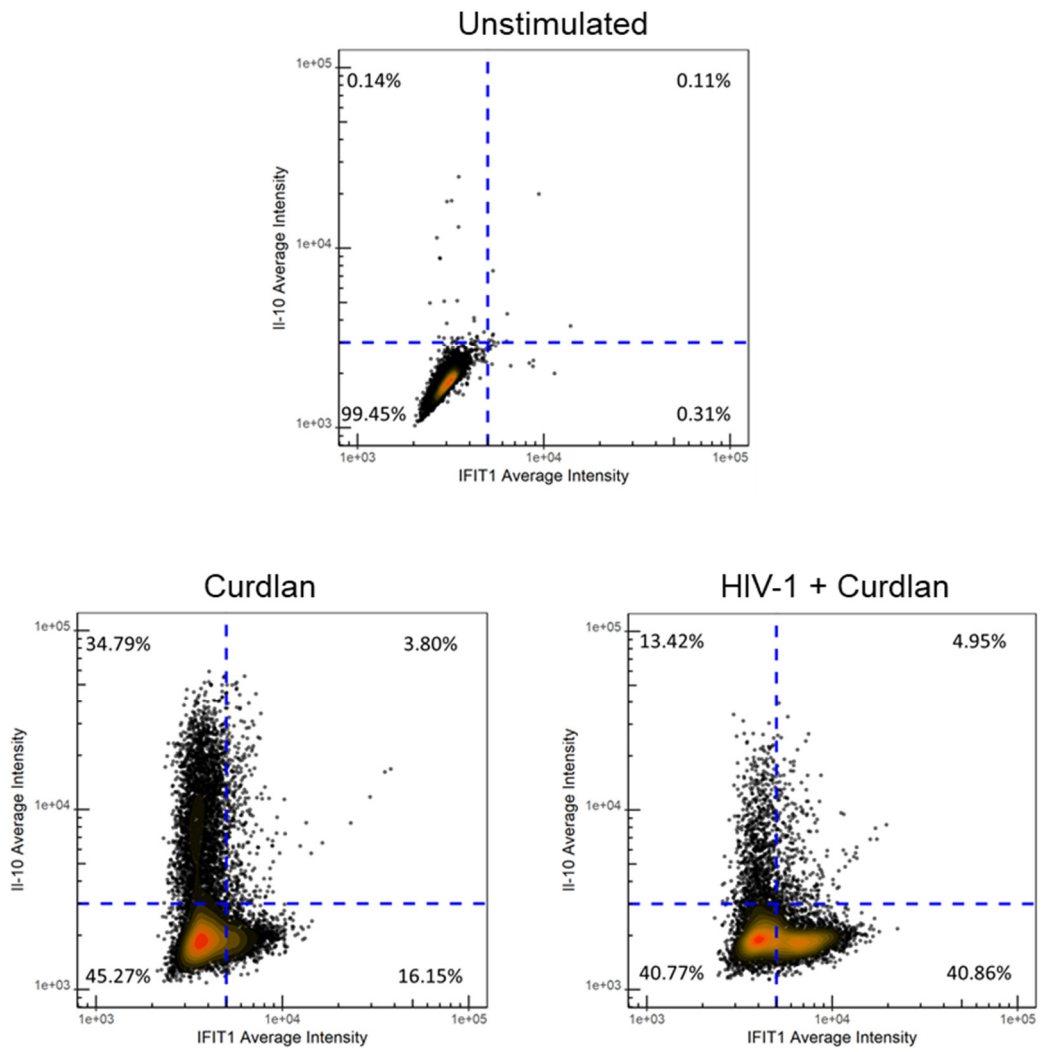 Unstimulated
1e+05
0.14%
0.11%
Il-10 Average Intensity
1e+04
99.45%
0.31%
1e+03
1e+03
1e+04
1e+05
IFIT1 Average Intensity
Curdlan
1e+05
34.79%
3.80%
Il-10 Average Intensity
1e+04
45.27%
16.15%
1e+03
1e+03
1e+04
1e+05
IFIT1 Average Intensity
HIV-1 + Curdlan
1e+05
13.42%
4.95%
Il-10 Average Intensity
1e+04
40.77%
40.86%
1e+03
1e+03
1e+04
1e+05
IFIT1 Average Intensity